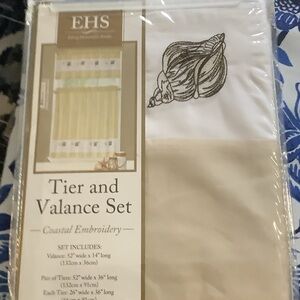 EHS
Tier and
Valance Set
Coastal Embroidery
SET INCLUDES:
Valance: 52" wide x 14" long
(132cm x 36cm)
Pair of Tiers: 52" wide x 36" long
(132cm x 91cm)
Each Tier: 26" wide x 36" long